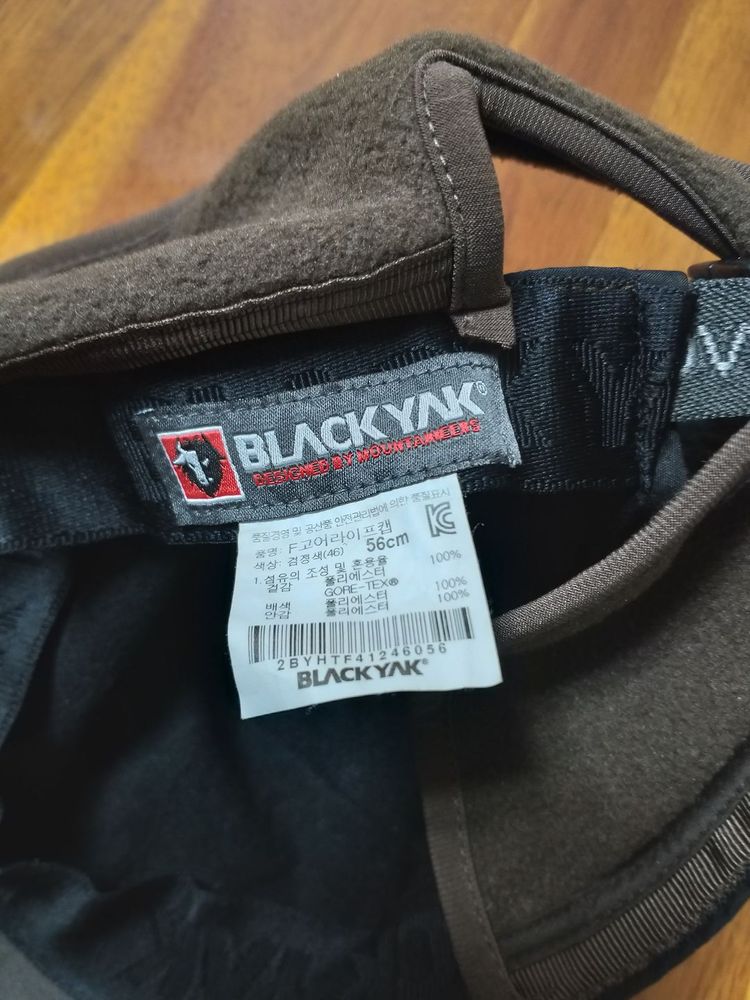 BLACKYAK®
DESIGNED BY MOUNTAINEERS
품질경영 및 공산품 안전관리법에 의한 품질표시
품명: F고어라이프캡
색상: 검정색(46) 56cm
1. 섬유의 조성 및 혼용율
겉감 폴리에스터 100%
GORE-TEX®
배색 폴리에스터 100%
안감 폴리에스터 100%
2BYHTF41246056
BLACKYAK®